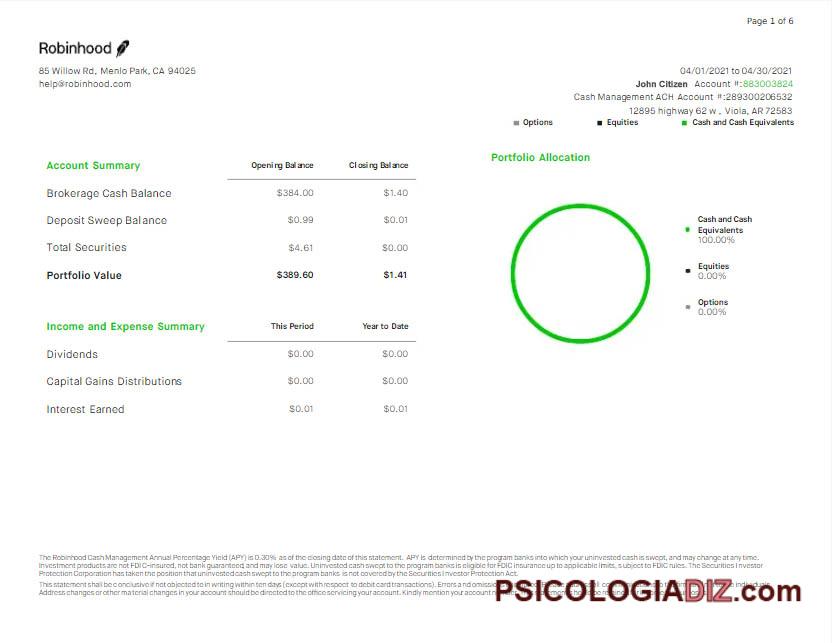 Page 1 of 6
Robinhood
85 Willow Rd, Menlo Park, CA 94025
help@robinhood.com
04/01/2021 to 04/30/2021
John Citizen Account #:883003824
Cash Management ACH Account #:289300206532
12895 highway 62 w , Viola, AR 72583
Options Equities Cash and Cash Equivalents
Account Summary Opening Balance Closing Balance
Brokerage Cash Balance $384.00 $1.40
Deposit Sweep Balance $0.99 $0.01
Total Securities $4.61 $0.00
Portfolio Value $389.60 $1.41
Income and Expense Summary This Period Year to Date
Dividends $0.00 $0.00
Capital Gains Distributions $0.00 $0.00
Interest Earned $0.01 $0.01
Portfolio Allocation
Cash and Cash
Equivalents
100.00%
Equities
0.00%
Options
0.00%
The Robinhood Cash Management Annual Percentage Yield (APY) is 0.30% as of the closing date of this statement. APY is determined by the program banks into which your uninvested cash is swept, and may change at any time.
Investment products are not FDIC-insured, not bank guaranteed, and may lose value. Uninvested cash swept to the program banks is eligible for FDIC insurance up to applicable limits, subject to FDIC rules. The Securities Investor
Protection Corporation has taken the position that uninvested cash swept to the program banks is not covered by the Securities Investor Protection Act.
This statement shall be conclusive if not objected to in writing within ten days (except with respect to debit card transactions). Errors and omissions
Address changes or other material changes in your account should be directed to the office servicing your account. Kindly mention your account
PSICOLOGIADIZ.com